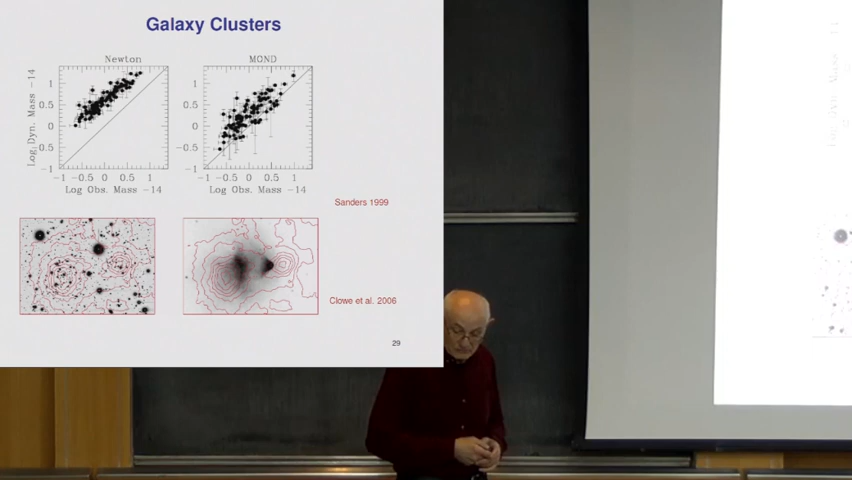 Galaxy Clusters
Newton
MOND
Log Dyn. Mass -14
1
0.5
0
-0.5
-1
1
0.5
0
-0.5
-1
-1 -0.5 0 0.5 1
-1 -0.5 0 0.5 1
Log Obs. Mass -14
Log Obs. Mass -14
Sanders 1999
Clowe et al. 2006
29